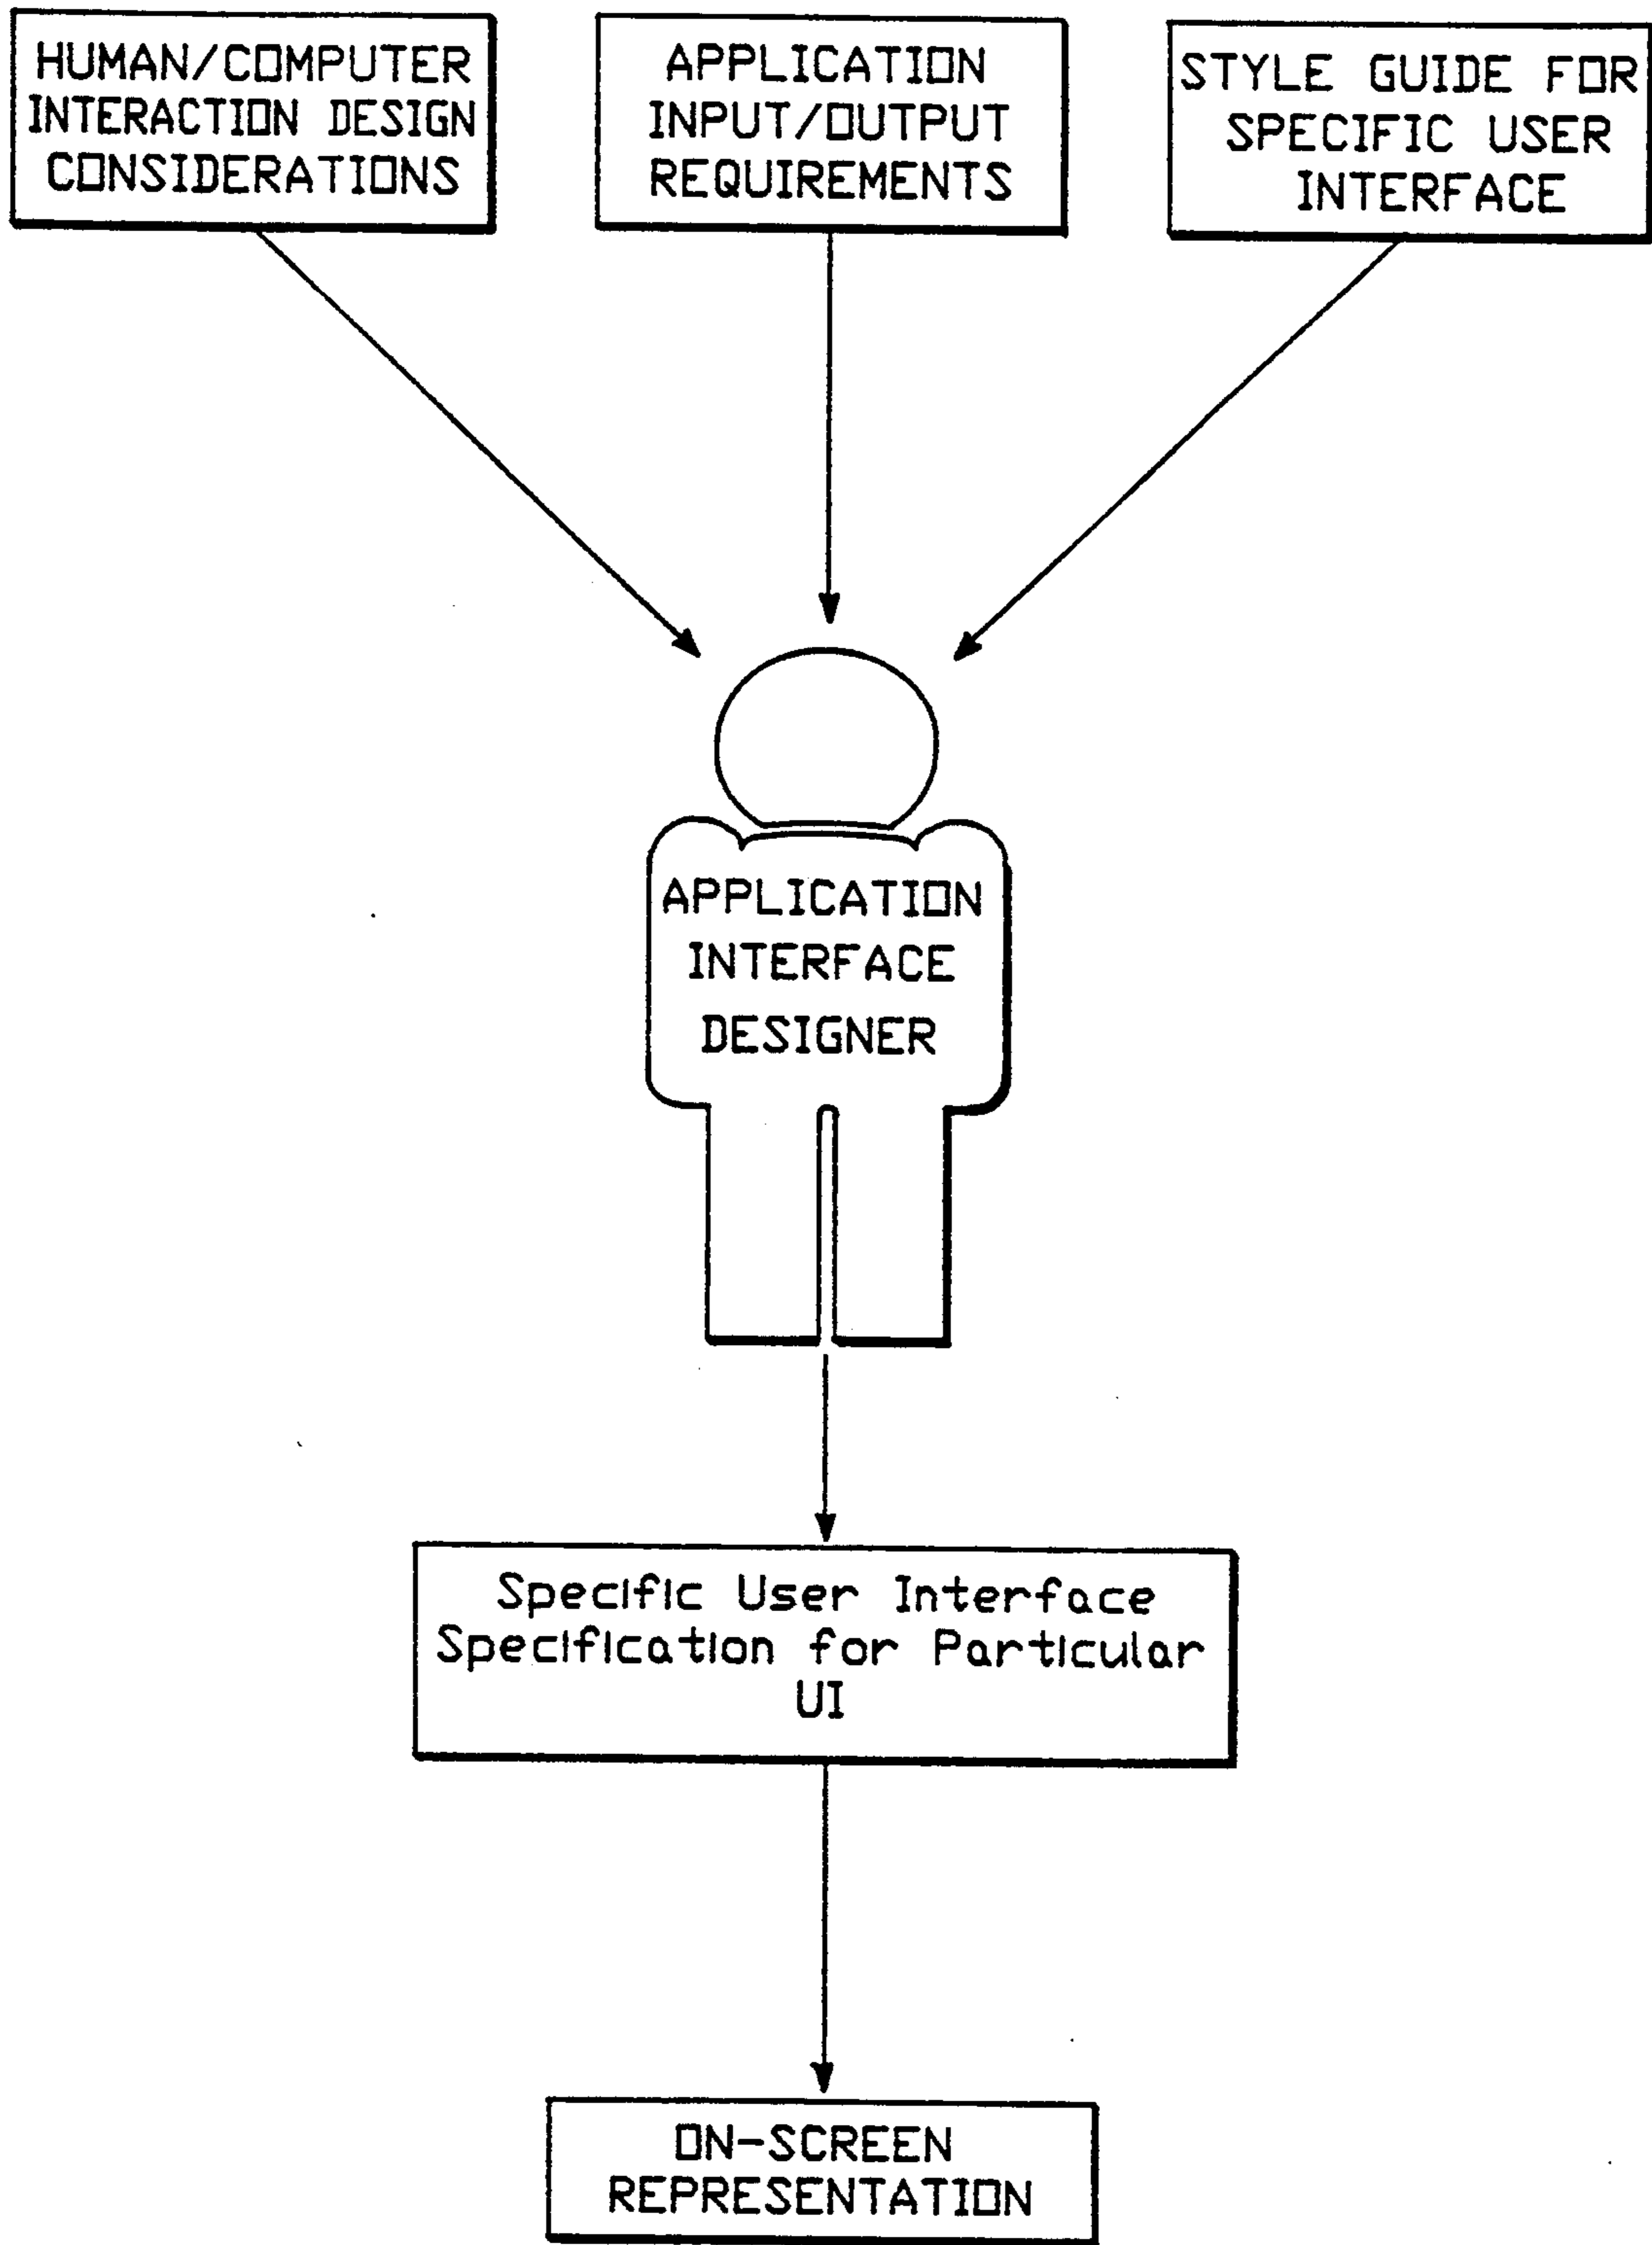 HUMAN/COMPUTER
INTERACTION DESIGN
CONSIDERATIONS
APPLICATION
INPUT/OUTPUT
REQUIREMENTS
STYLE GUIDE FOR
SPECIFIC USER
INTERFACE
APPLICATION
INTERFACE
DESIGNER
Specific User Interface
Specification for Particular
UI
ON-SCREEN
REPRESENTATION